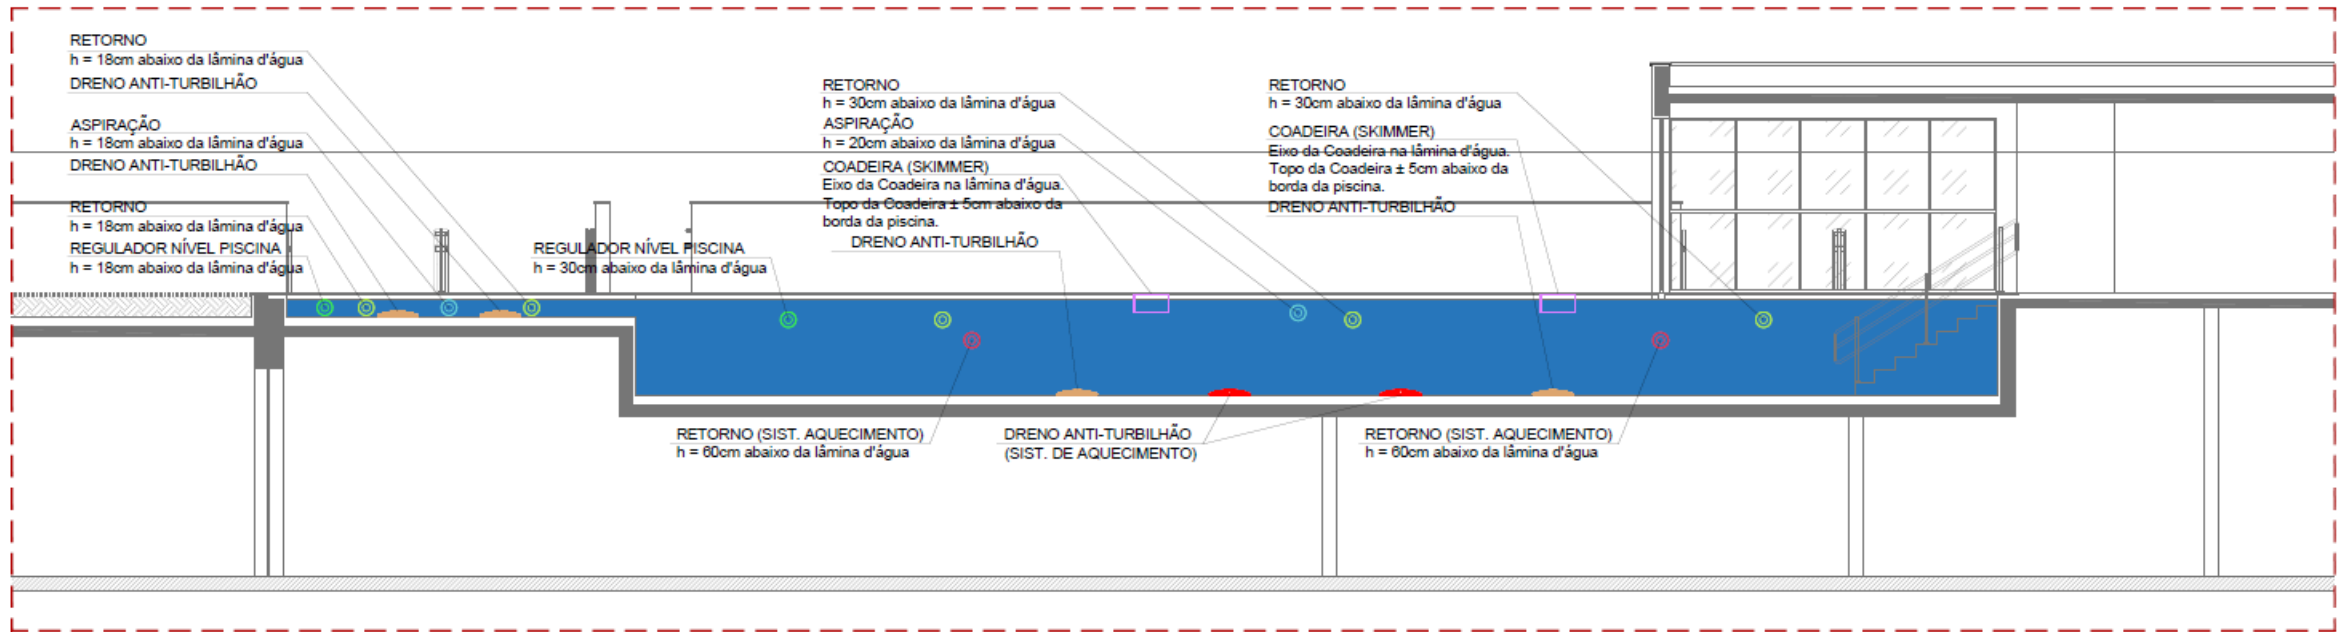 RETORNO
h = 18cm abaixo da lâmina d'água
DRENO ANTI-TURBILHÃO
ASPIRAÇÃO
h = 18cm abaixo da lâmina d'água
DRENO ANTI-TURBILHÃO
RETORNO
h = 18cm abaixo da lâmina d'água
REGULADOR NÍVEL PISCINA
h = 18cm abaixo da lâmina d'água
REGULADOR NÍVEL PISCINA
h = 30cm abaixo da lâmina d'água
RETORNO
h = 30cm abaixo da lâmina d'água
ASPIRAÇÃO
h = 20cm abaixo da lâmina d'água
COADEIRA (SKIMMER)
Eixo da Coadeira na lâmina d'água.
Topo da Coadeira ± 5cm abaixo da
borda da piscina.
DRENO ANTI-TURBILHÃO
RETORNO
h = 30cm abaixo da lâmina d'água
COADEIRA (SKIMMER)
Eixo da Coadeira na lâmina d'água.
Topo da Coadeira ± 5cm abaixo da
borda da piscina.
DRENO ANTI-TURBILHÃO
RETORNO (SIST. AQUECIMENTO)
h = 60cm abaixo da lâmina d'água
DRENO ANTI-TURBILHÃO
(SIST. DE AQUECIMENTO)
RETORNO (SIST. AQUECIMENTO)
h = 60cm abaixo da lâmina d'água